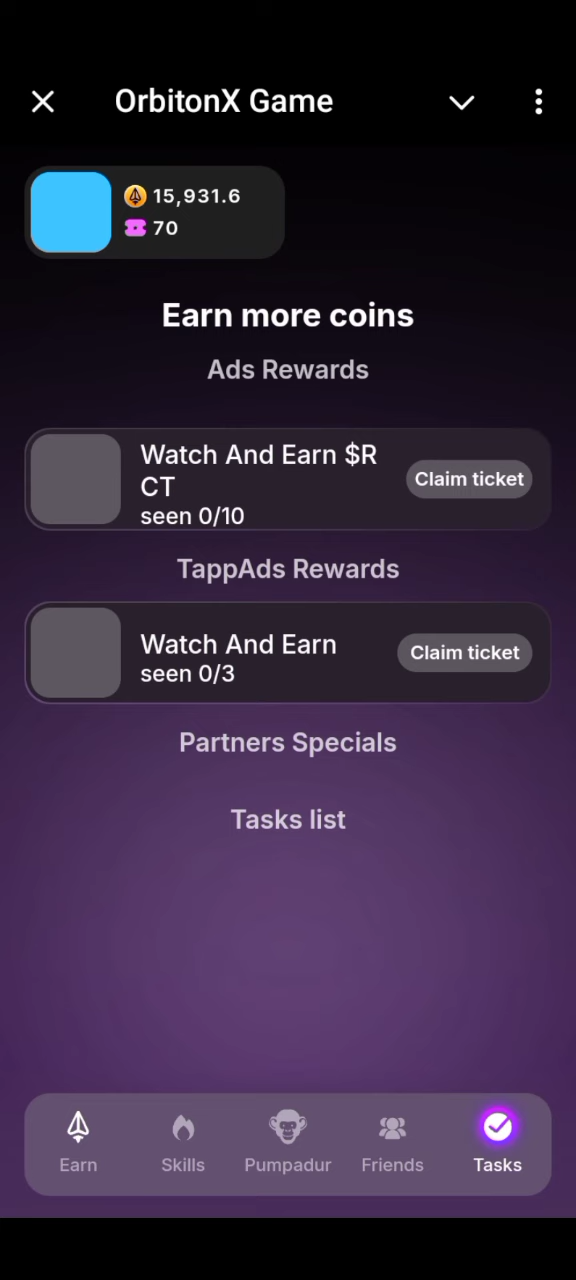 OrbitonX Game
15,931.6
70
Earn more coins
Ads Rewards
Watch And Earn $R
CT
seen 0/10
Claim ticket
TappAds Rewards
Watch And Earn
seen 0/3
Claim ticket
Partners Specials
Tasks list
Earn
Skills
Pumpadur
Friends
Tasks